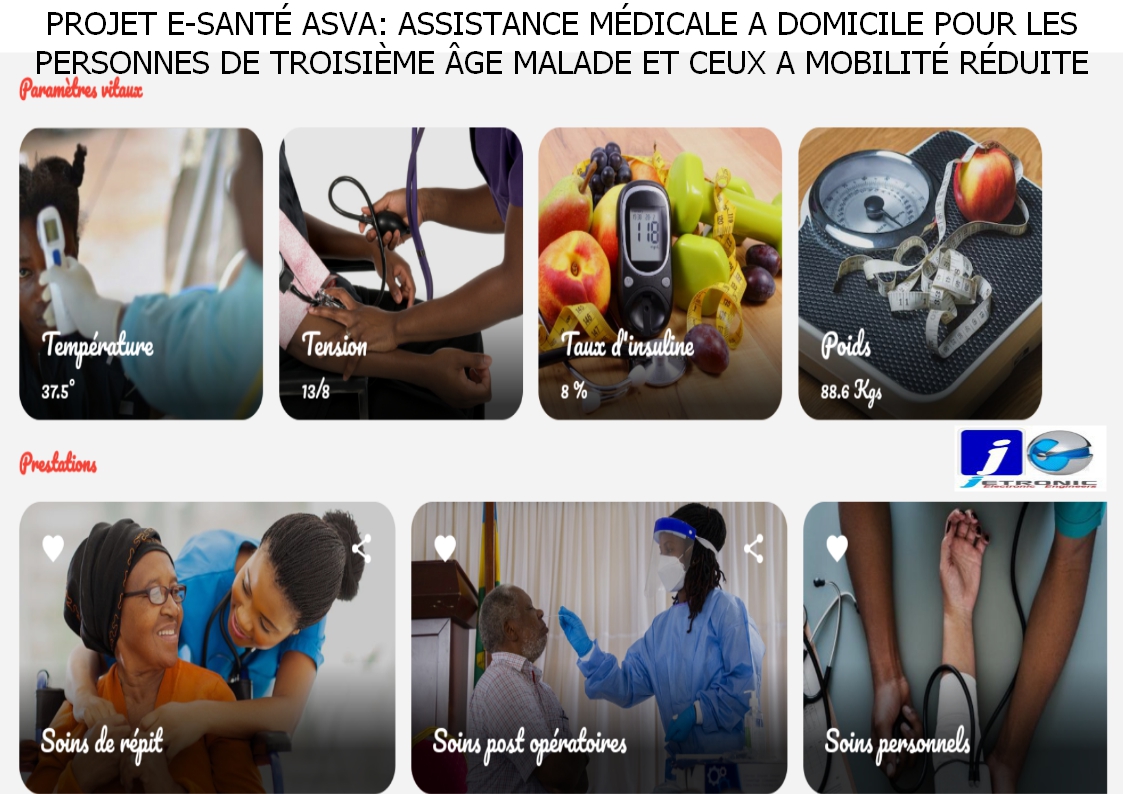 PROJET E-SANTÉ ASVA: ASSISTANCE MÉDICALE A DOMICILE POUR LES
PERSONNES DE TROISIÈME ÂGE MALADE ET CEUX A MOBILITÉ RÉDUITE
Paramètres vitaux
118
Température
Tension
Taux d'insuline
Poids
37.5°
13/8
8 %
88.6 Kgs
Prestations
j e
JETRONIC
Electronic Engineers
Soins de répit
Soins post opératoires
Soins personnels